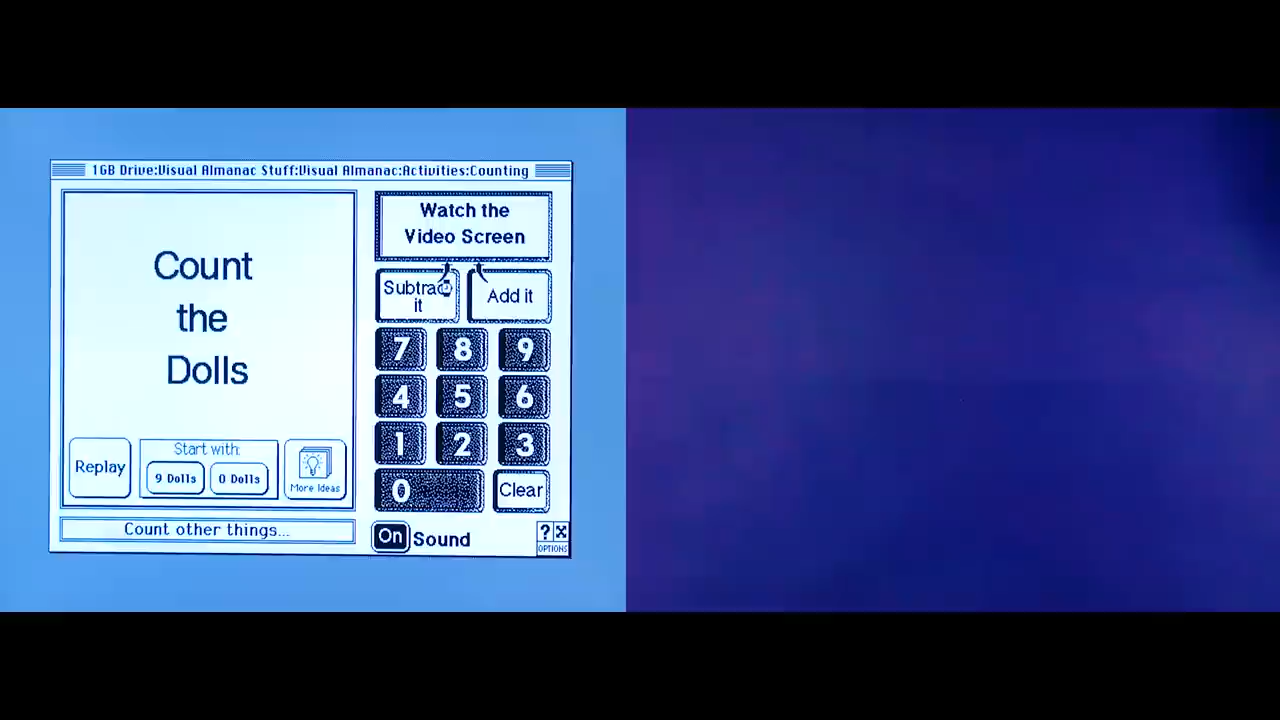 1GB Drive:Visual Almanac Stuff:Visual Almanac:Activities:Counting
Count
the
Dolls
Replay
Start with:
9 Dolls
0 Dolls
More Ideas
Count other things...
Watch the
Video Screen
Subtract
it
Add it
7
8
9
4
5
6
1
2
3
0
Clear
On
Sound
?
OPTIONS